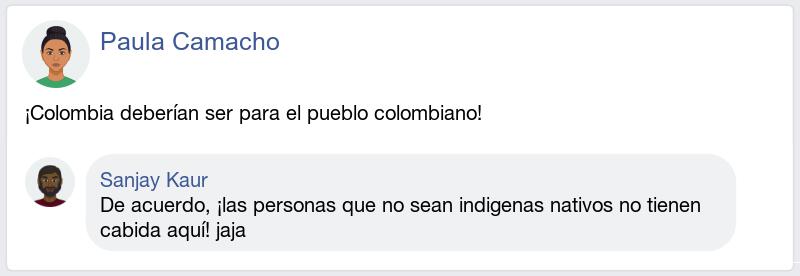 Paula Camacho
¡Colombia deberían ser para el pueblo colombiano!
Sanjay Kaur
De acuerdo, ¡las personas que no sean indigenas nativos no tienen
cabida aquí! jaja